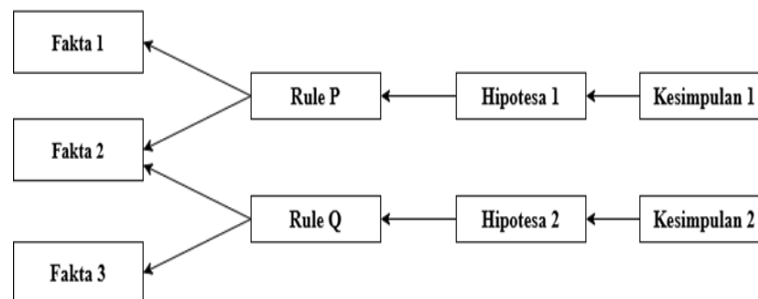 Fakta 1
Rule P
Hipotesa 1
Kesimpulan 1
Fakta 2
Rule Q
Hipotesa 2
Kesimpulan 2
Fakta 3